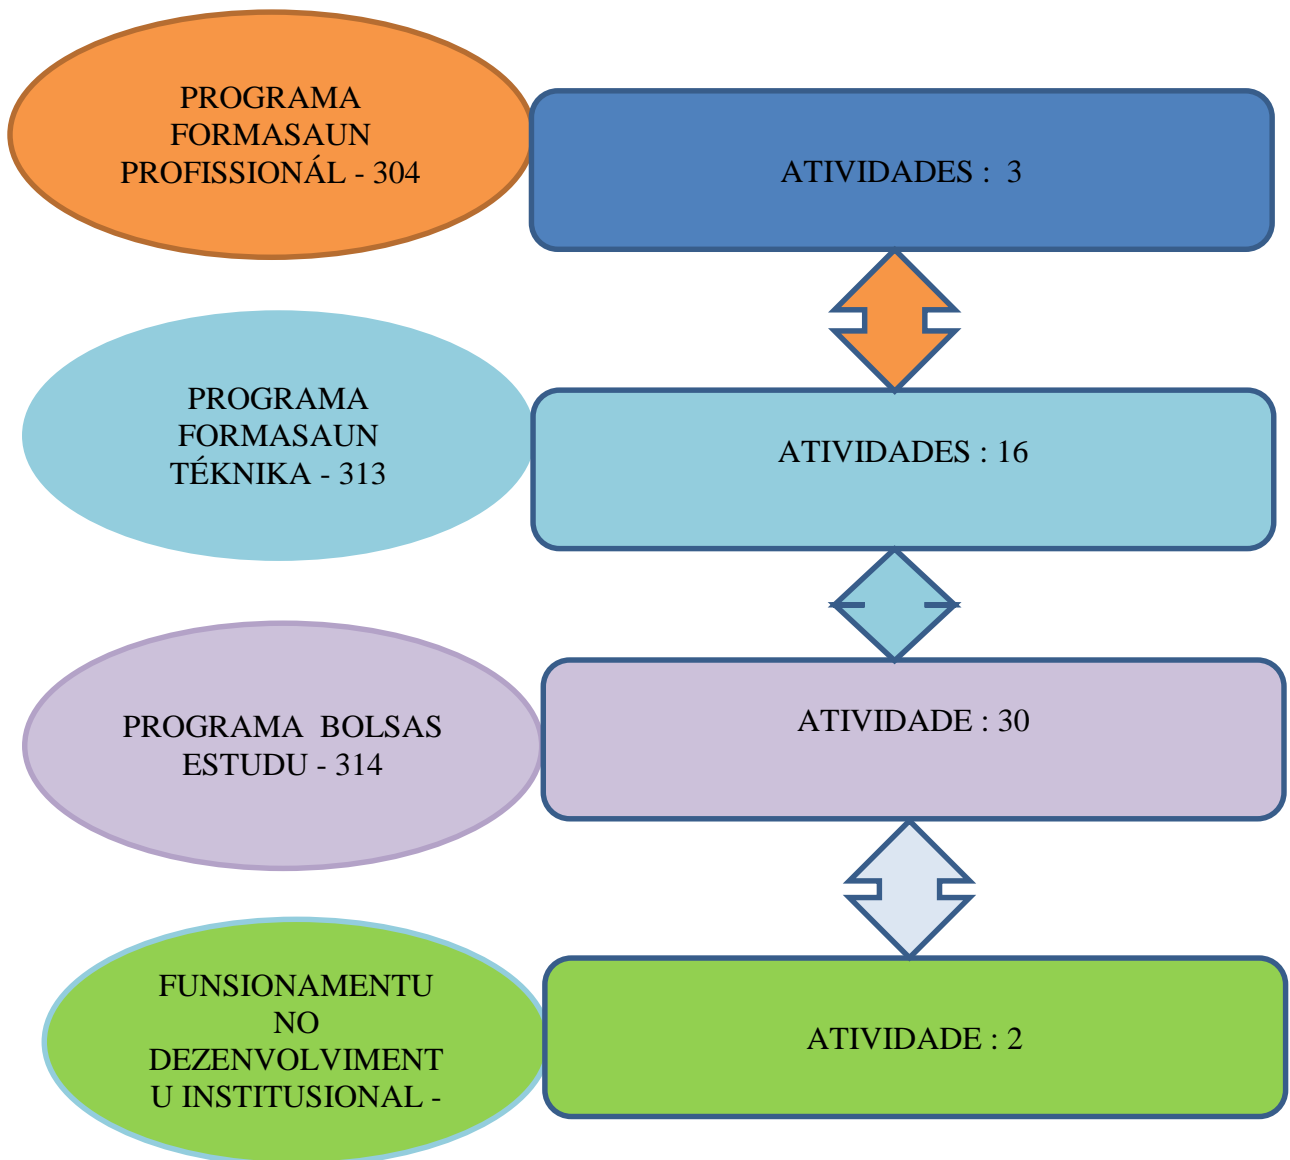 PROGRAMA
FORMASAUN
PROFISSIONÁL - 304
ATIVIDADES :  3
PROGRAMA
FORMASAUN
TÉKNIKA - 313
ATIVIDADES : 16
PROGRAMA  BOLSAS
ESTUDU - 314
ATIVIDADE : 30
FUNSIONAMENTU
NO
DEZENVOLVIMENT
U INSTITUSIONAL -
ATIVIDADE : 2